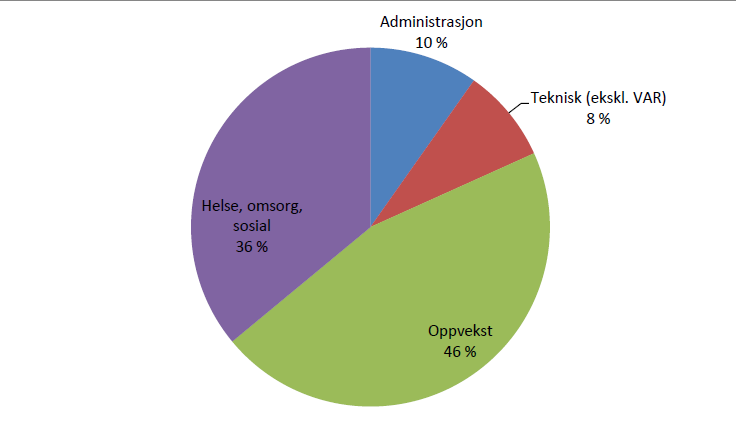 Administrasjon
10 %
Teknisk (ekskl. VAR)
8 %
Helse, omsorg,
sosial
36 %
Oppvekst
46 %